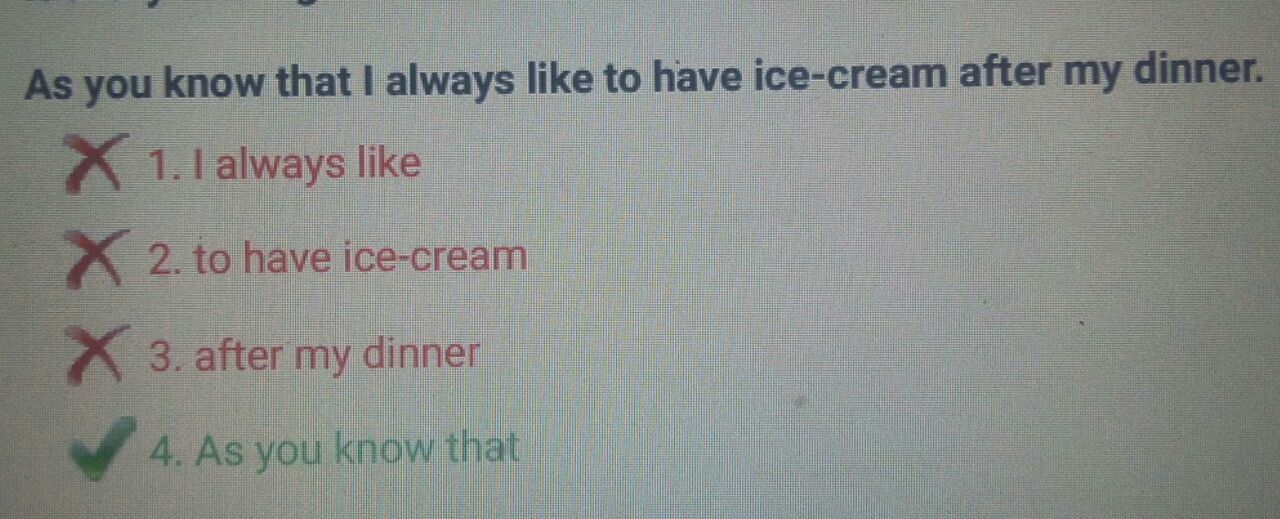 As you know that I always like to have ice-cream after my dinner.
1. I always like
2. to have ice-cream
3. after my dinner
4. As you know that